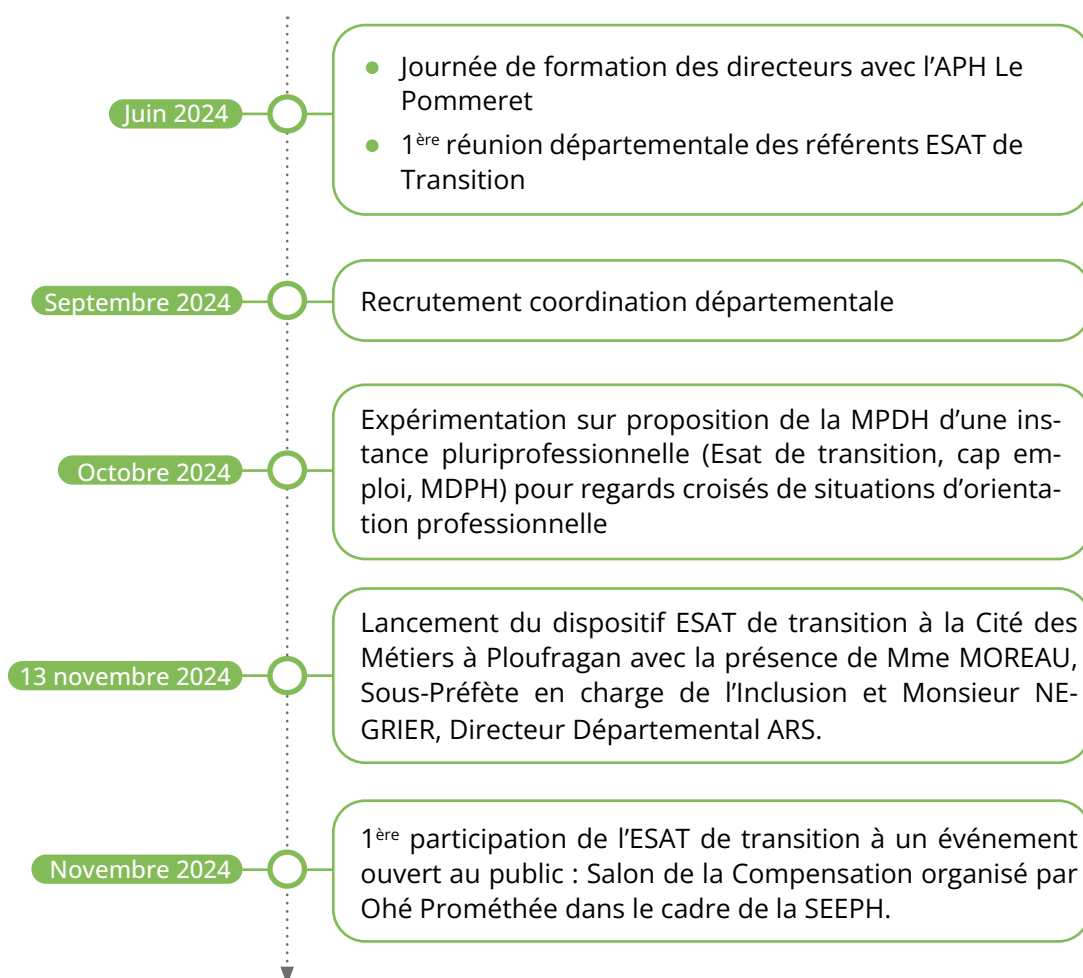 Juin 2024
Journée de formation des directeurs avec l’APH Le
Pommeret
1ère réunion départementale des référents ESAT de
Transition
Septembre 2024
Recrutement coordination départementale
Octobre 2024
Expérimentation sur proposition de la MPDH d’une ins-
tance pluriprofessionnelle (Esat de transition, cap em-
ploi, MDPH) pour regards croisés de situations d’orienta-
tion professionnelle
13 novembre 2024
Lancement du dispositif ESAT de transition à la Cité des
Métiers à Ploufragan avec la présence de Mme MOREAU,
Sous-Préfète en charge de l’Inclusion et Monsieur NE-
GRIER, Directeur Départemental ARS.
Novembre 2024
1ère participation de l’ESAT de transition à un événement
ouvert au public : Salon de la Compensation organisé par
Ohé Prométhée dans le cadre de la SEEPH.